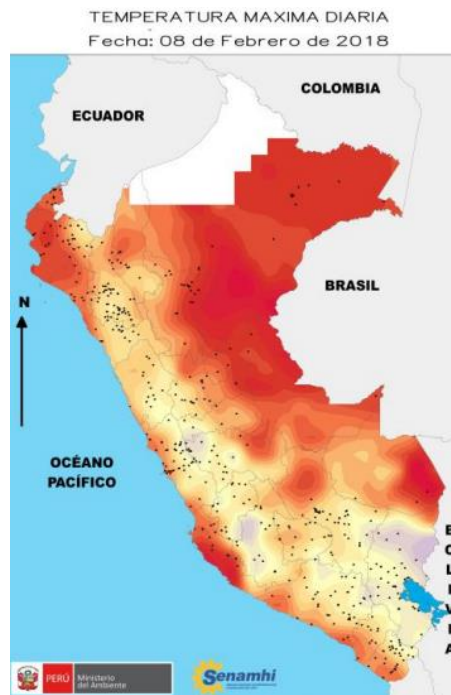 TEMPERATURA MAXIMA DIARIA
Fecha: 08 de Febrero de 2018
COLOMBIA
ECUADOR
BRASIL
N
OCÉANO
PACÍFICO
BOLIVIA
PERÚ
Ministerio
del Ambiente
Senamhi